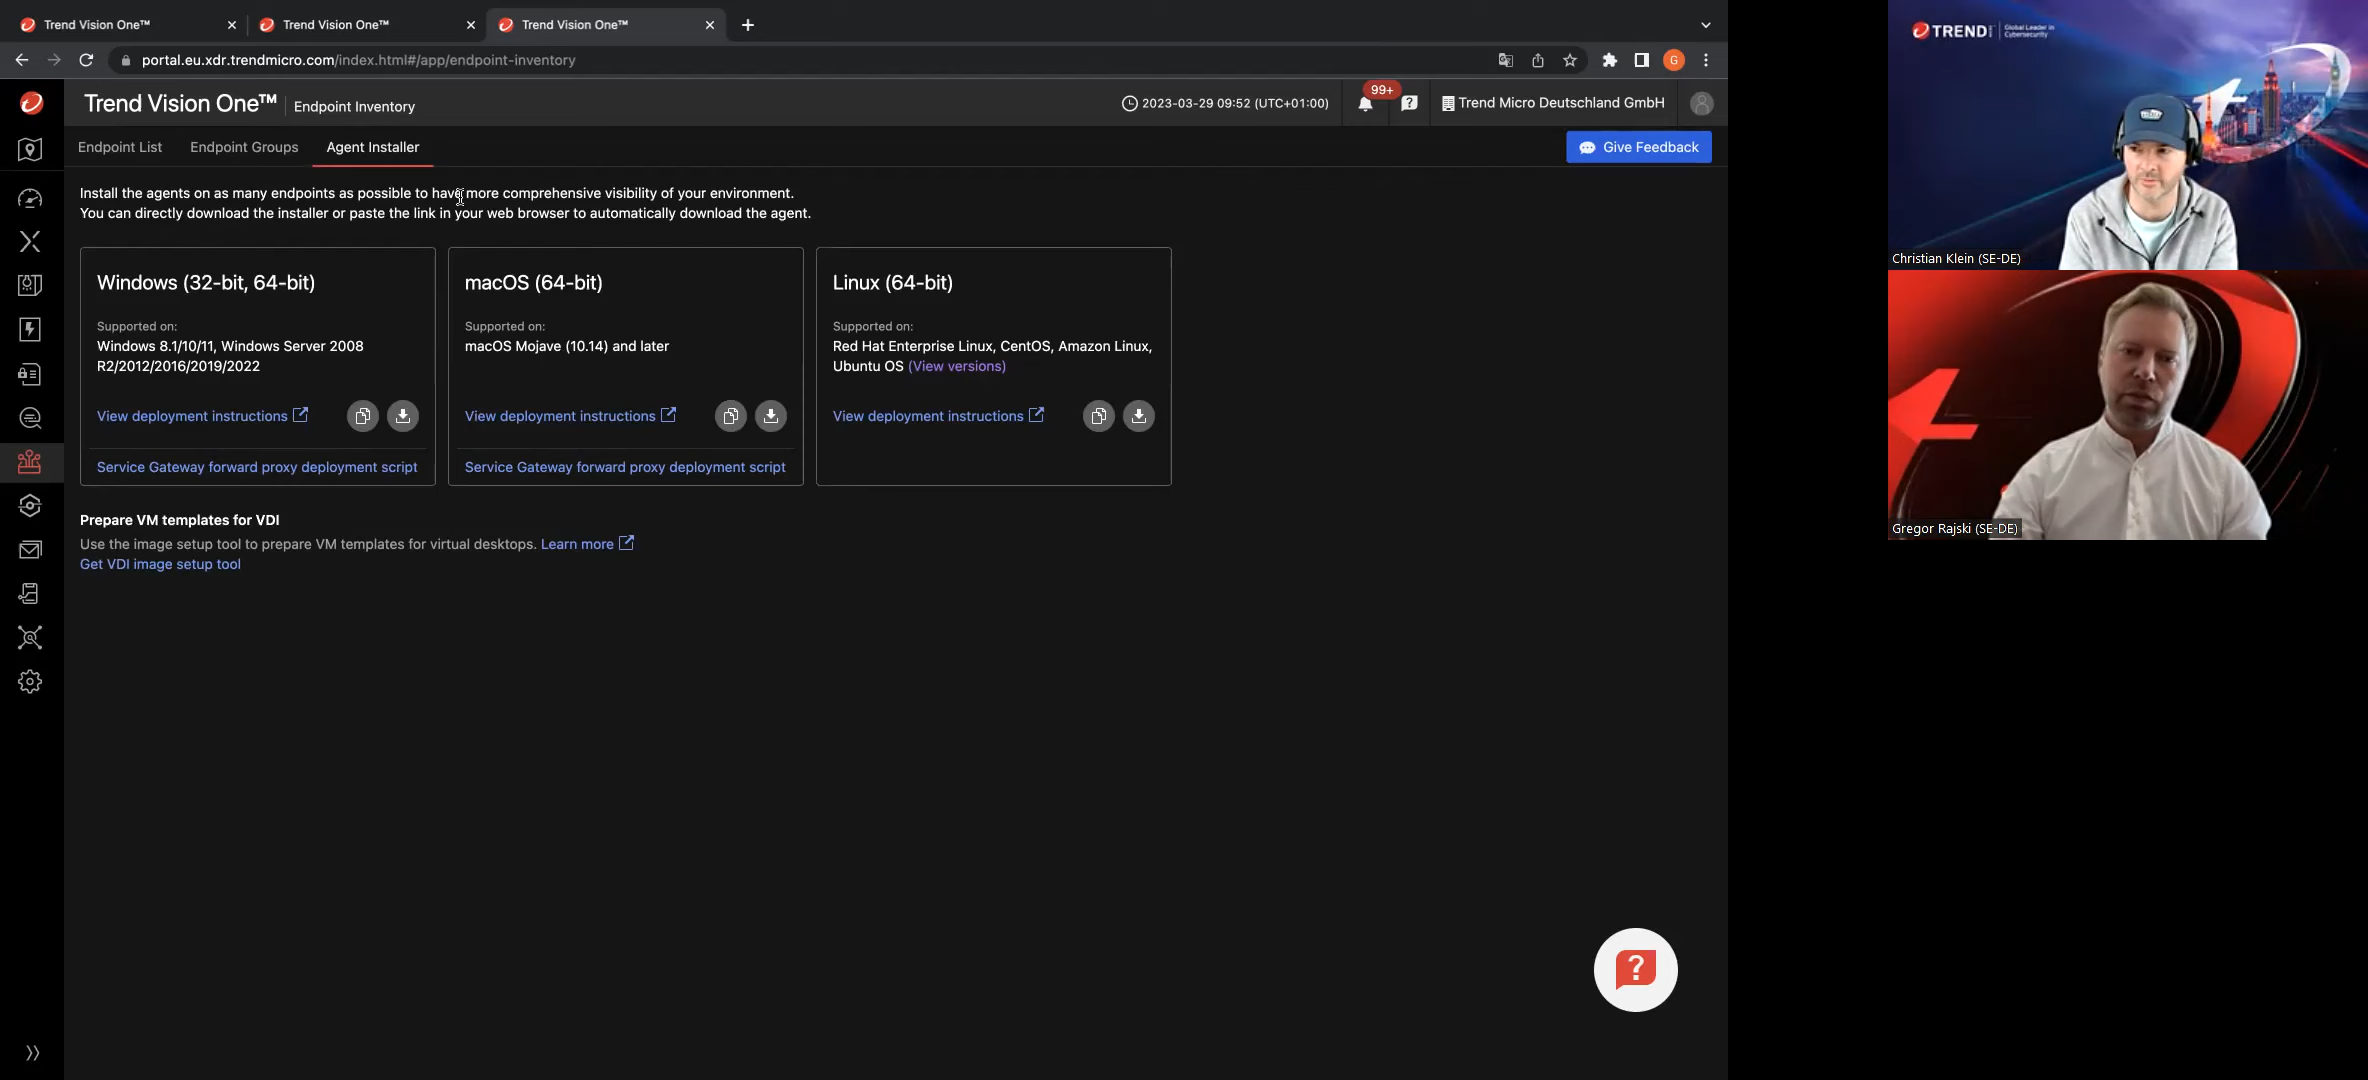 Trend Vision One™
Trend Vision One™
Trend Vision One™
portal.eu.xdr.trendmicro.com/index.html#/app/endpoint-inventory
G
Trend Vision One™
Endpoint Inventory
2023-03-29 09:52 (UTC+01:00)
99+
Trend Micro Deutschland GmbH
Endpoint List
Endpoint Groups
Agent Installer
Give Feedback
Install the agents on as many endpoints as possible to have more comprehensive visibility of your environment.
You can directly download the installer or paste the link in your web browser to automatically download the agent.
Windows (32-bit, 64-bit)
Supported on:
Windows 8.1/10/11, Windows Server 2008
R2/2012/2016/2019/2022
View deployment instructions
Service Gateway forward proxy deployment script
macOS (64-bit)
Supported on:
macOS Mojave (10.14) and later
View deployment instructions
Service Gateway forward proxy deployment script
Linux (64-bit)
Supported on:
Red Hat Enterprise Linux, CentOS, Amazon Linux,
Ubuntu OS (View versions)
View deployment instructions
Prepare VM templates for VDI
Use the image setup tool to prepare VM templates for virtual desktops. Learn more
Get VDI image setup tool
?
TREND
Global Leader in
Cybersecurity
Christian Klein (SE-DE)
Gregor Rajski (SE-DE)